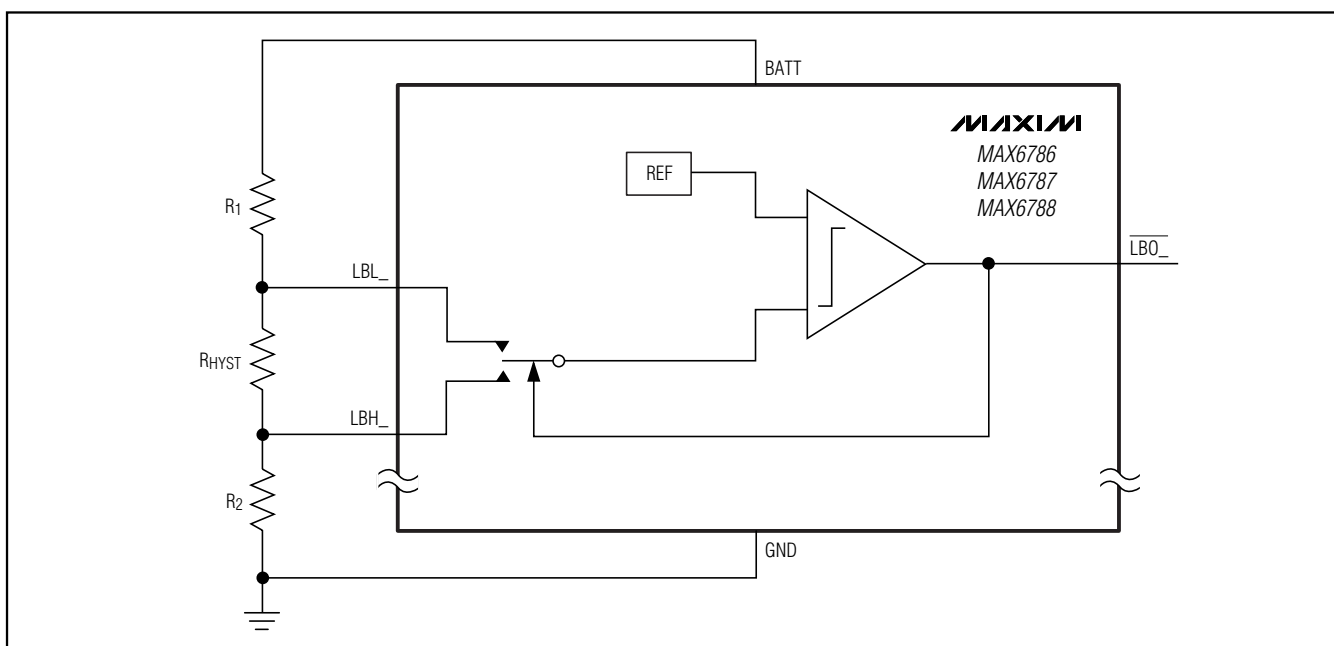 BATT
MAXIM
MAX6786
MAX6787
MAX6788
REF
R1
LBO_
LBL_
RHYST
LBH_
R2
GND